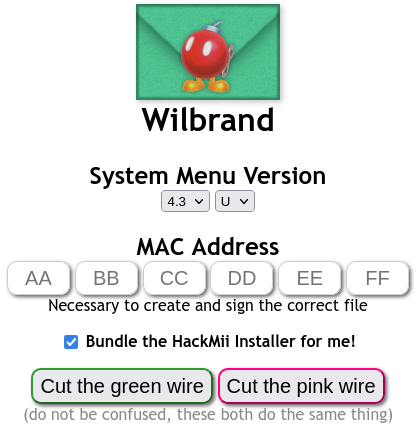 Wilbrand
System Menu Version
4.3 U
MAC Address
AA BB CC DD EE FF
Necessary to create and sign the correct file
Bundle the HackMii Installer for me!
Cut the green wire Cut the pink wire
(do not be confused, these both do the same thing)